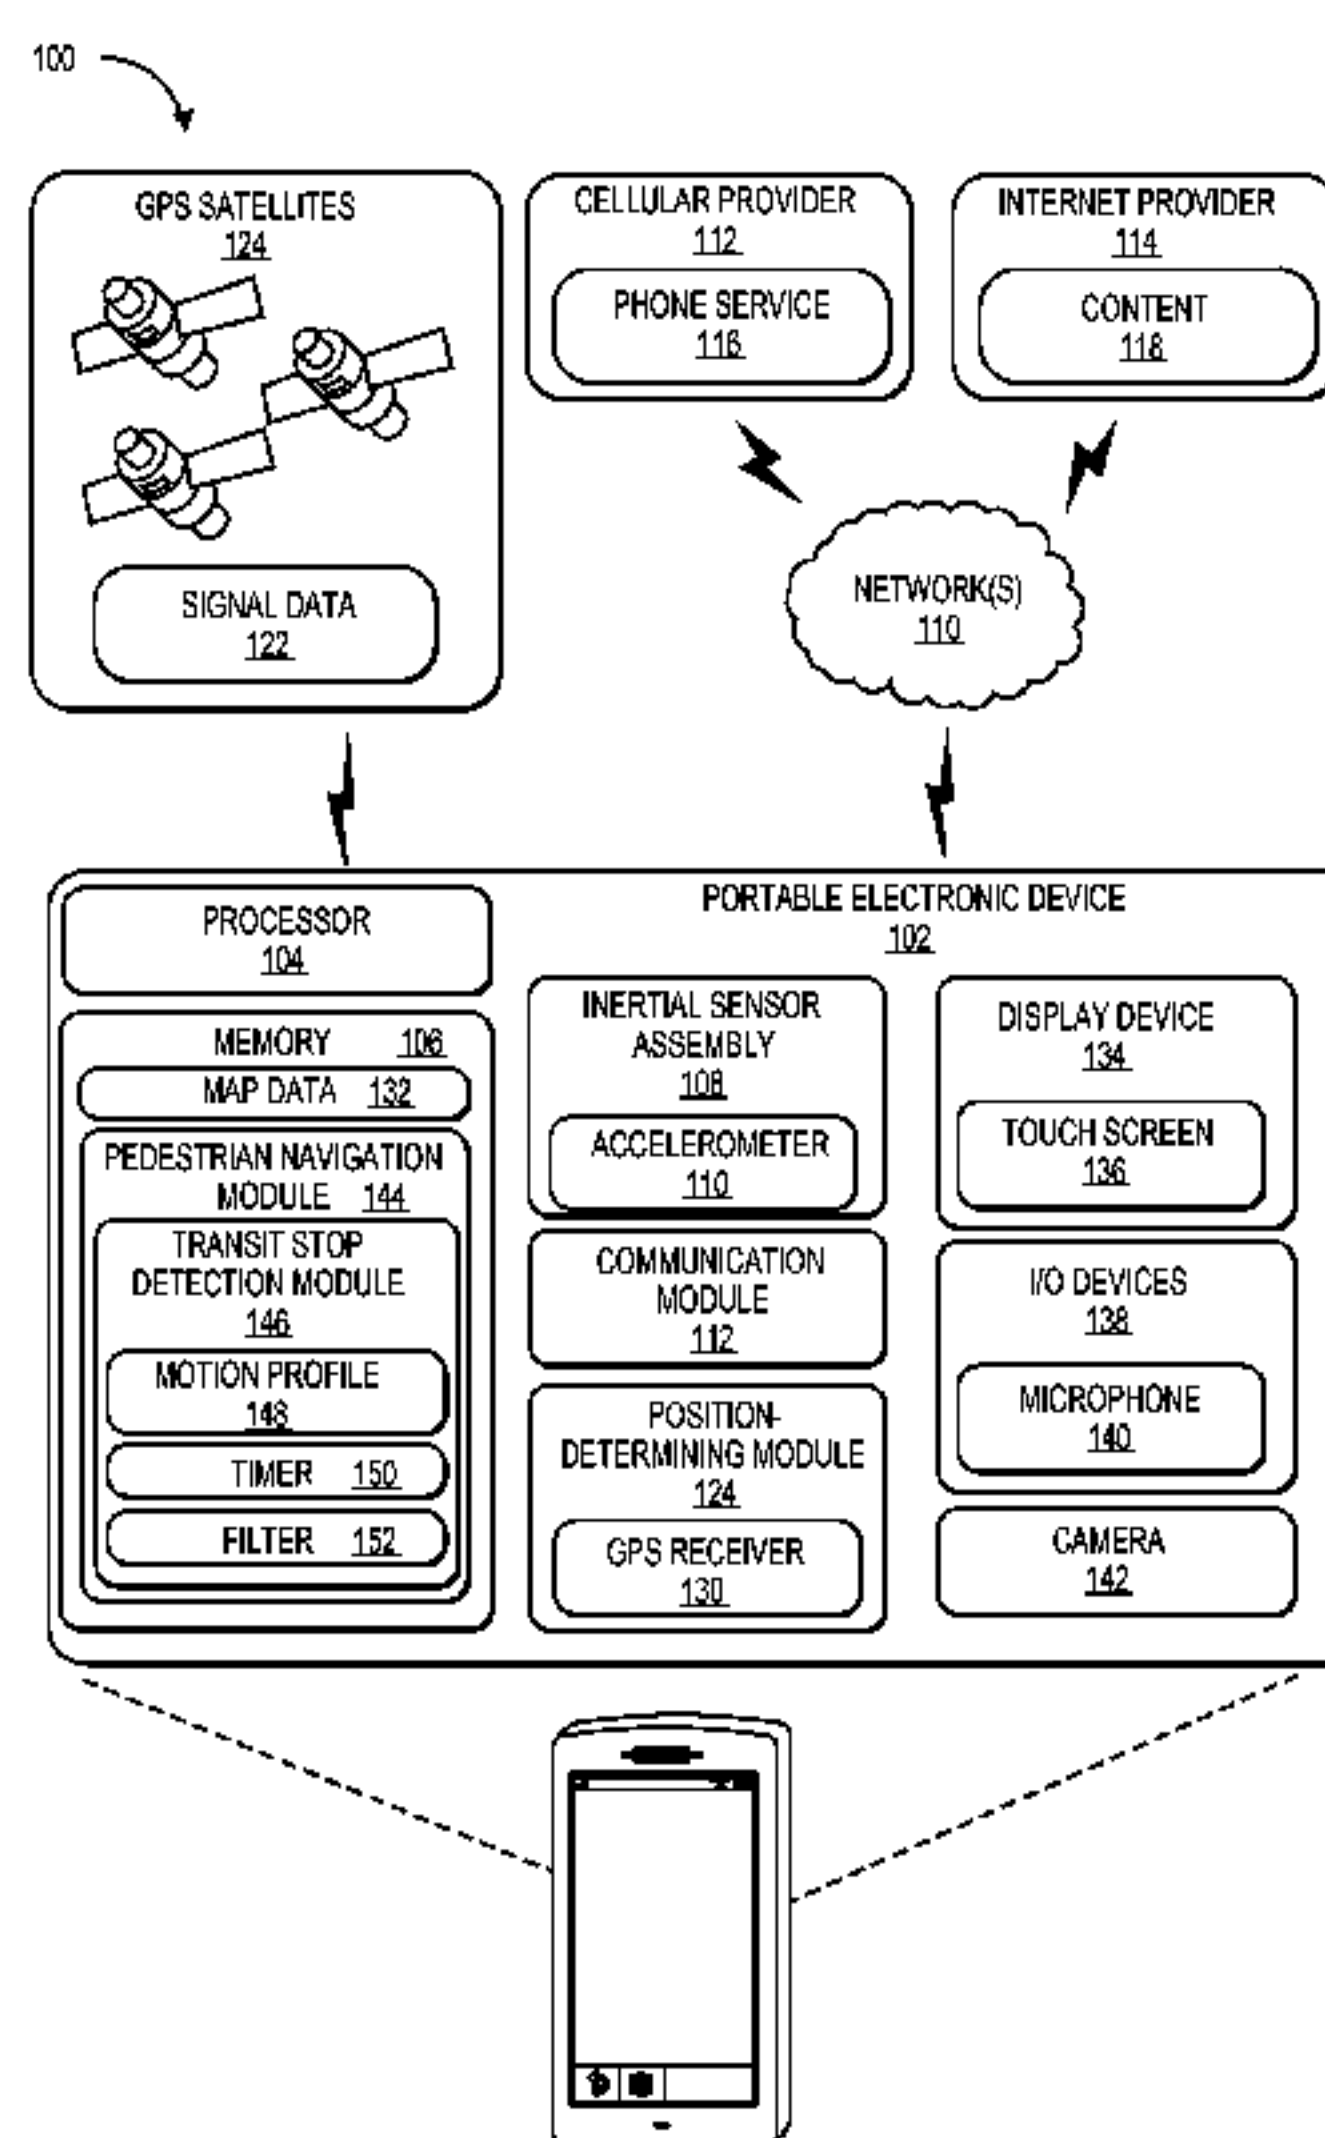 100
GPS SATELLITES
124
SIGNAL DATA
122
CELLULAR PROVIDER
112
PHONE SERVICE
116
INTERNET PROVIDER
114
CONTENT
118
NETWORK(S)
110
PORTABLE ELECTRONIC DEVICE
102
PROCESSOR
104
MEMORY 106
MAP DATA 132
PEDESTRIAN NAVIGATION
MODULE 144
TRANSIT STOP
DETECTION MODULE
146
MOTION PROFILE
148
TIMER 150
FILTER 152
INERTIAL SENSOR
ASSEMBLY
108
ACCELEROMETER
110
COMMUNICATION
MODULE
112
POSITION-
DETERMINING MODULE
124
GPS RECEIVER
130
DISPLAY DEVICE
134
TOUCH SCREEN
136
I/O DEVICES
138
MICROPHONE
140
CAMERA
142